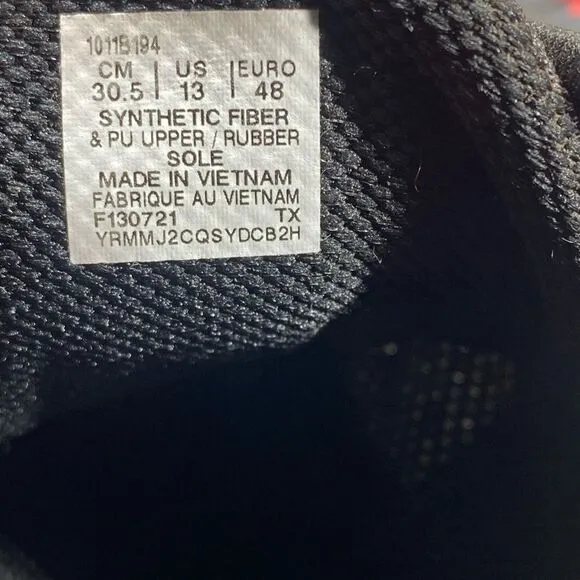 1011B194
CM | US | EURO
30.5 | 13 | 48
SYNTHETIC FIBER
& PU UPPER / RUBBER
SOLE
MADE IN VIETNAM
FABRIQUE AU VIETNAM
F130721 TX
YRMMJ2CQSYDCB2H